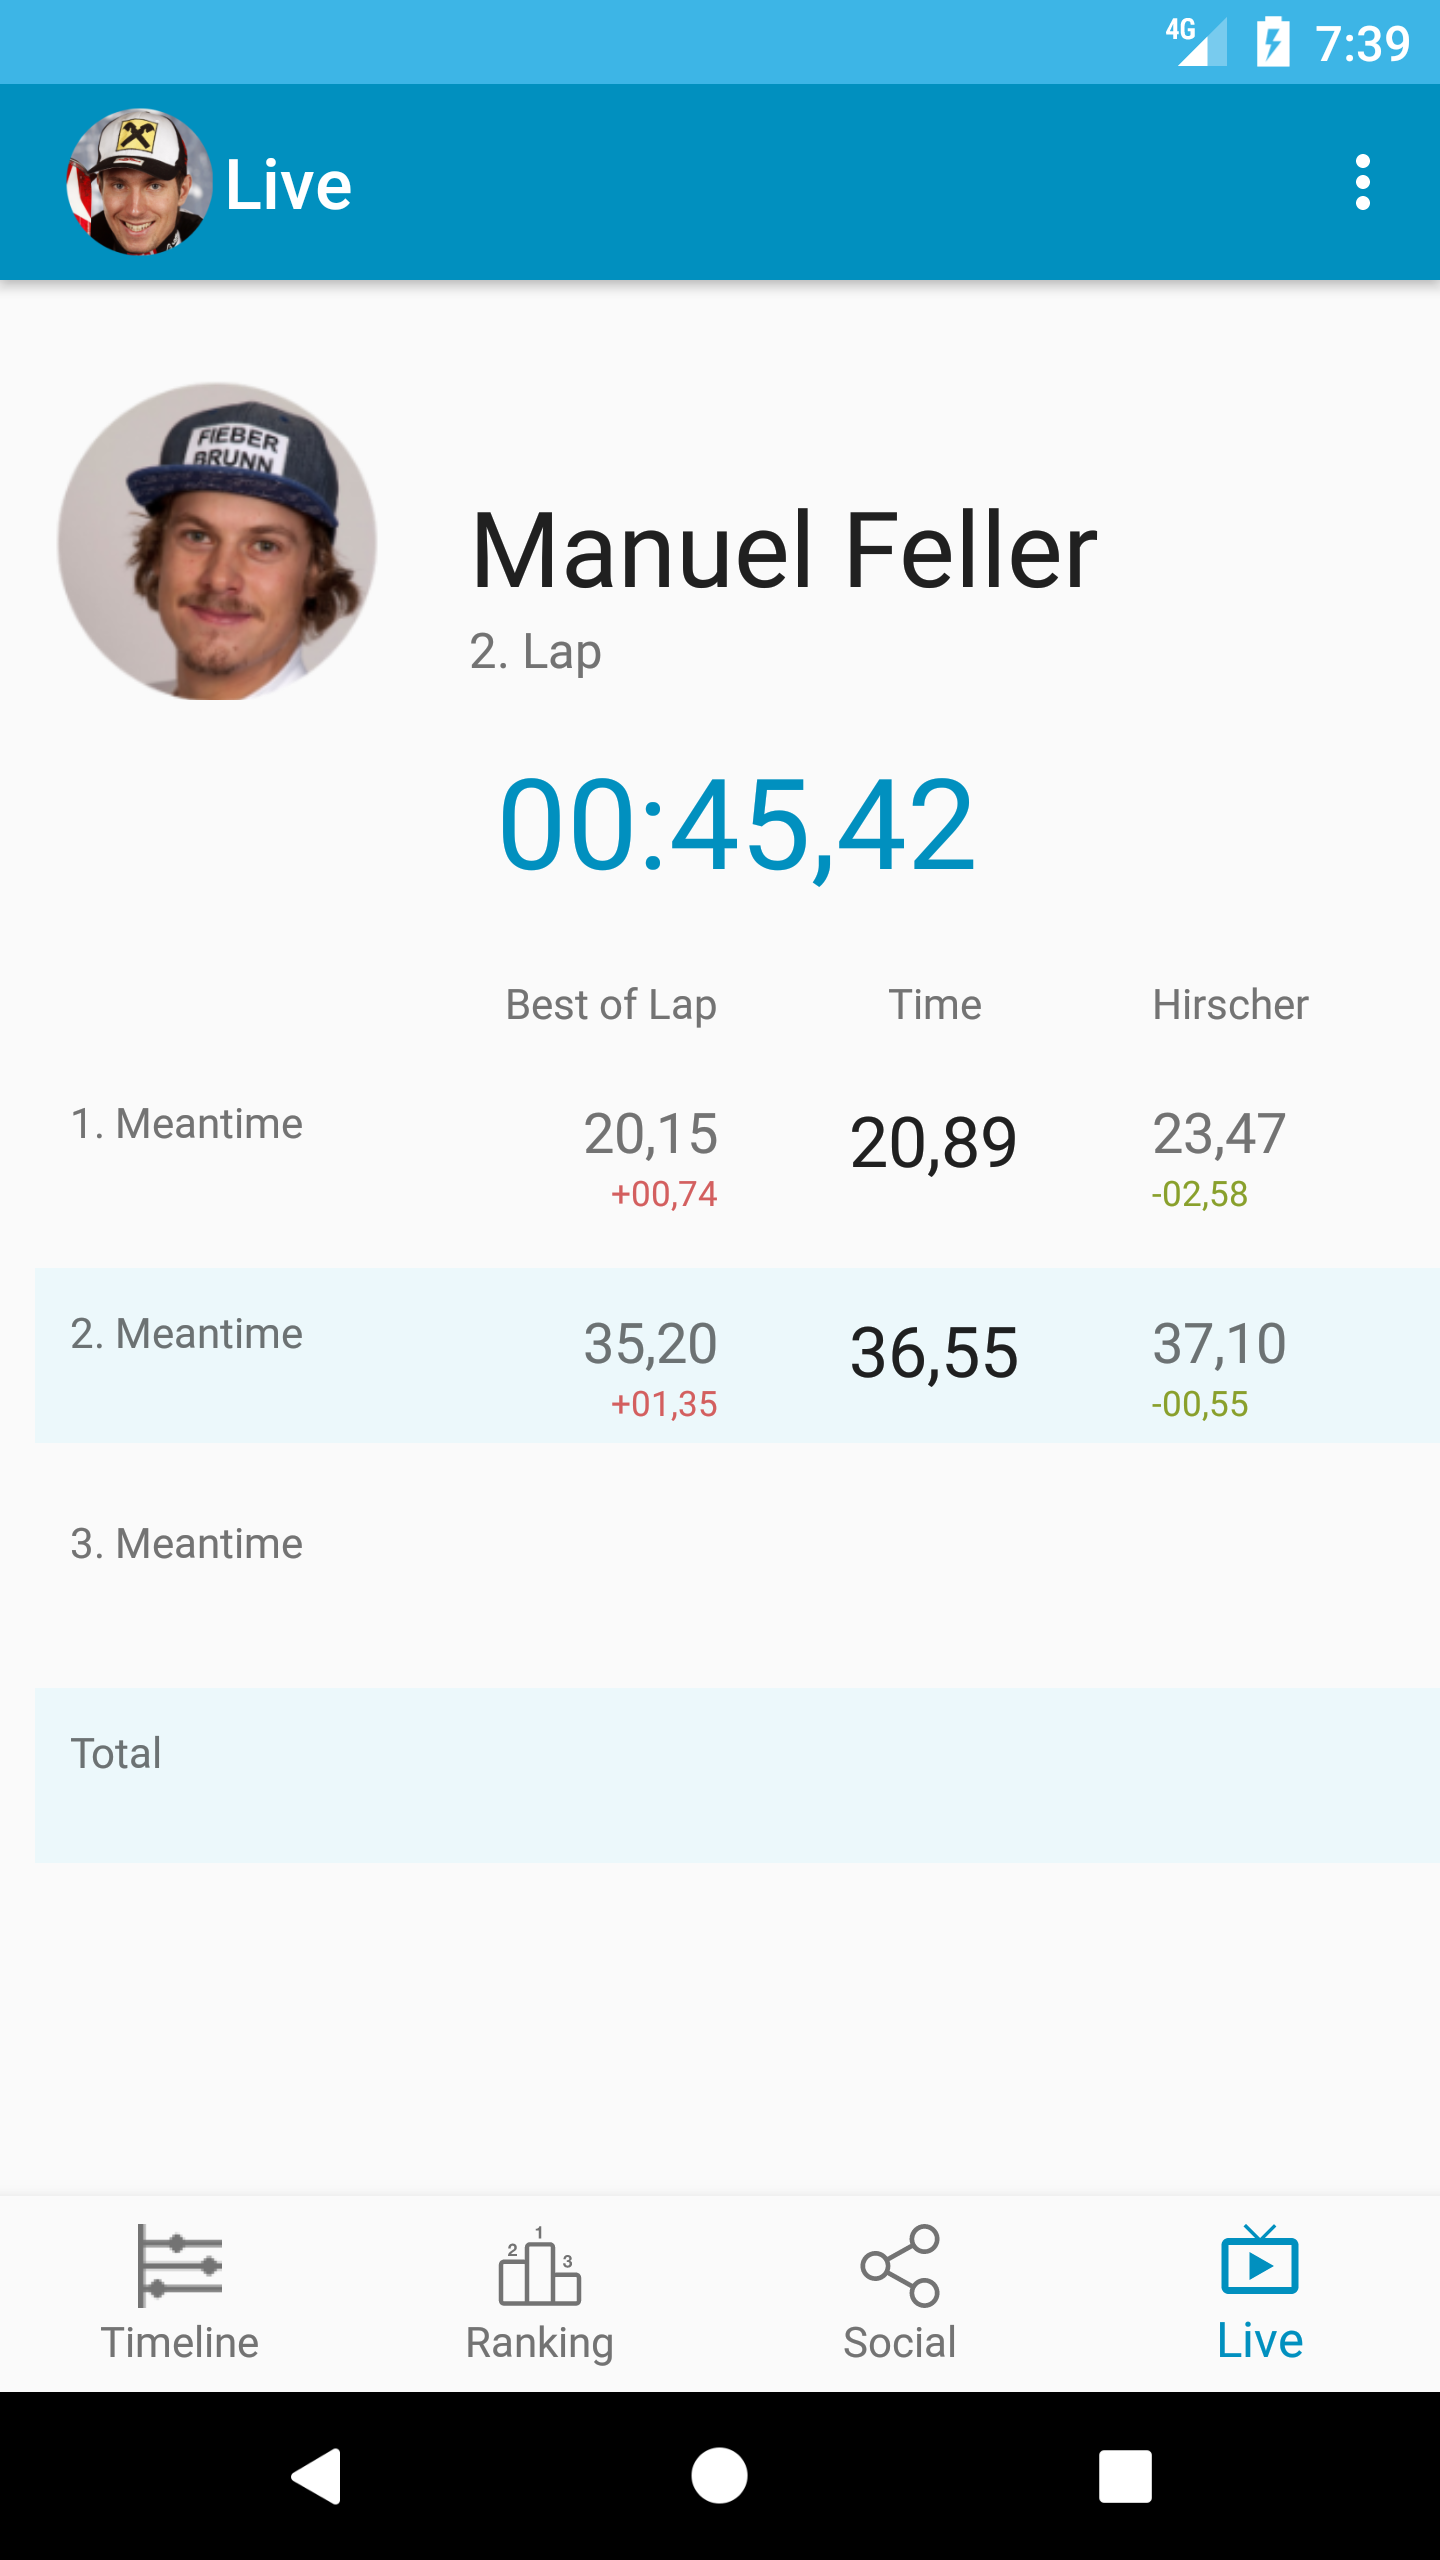 4G 7:39
Live
FIEBER
BRUNN
Manuel Feller
2. Lap
00:45,42
Best of Lap Time Hirscher
1. Meantime 20,15 20,89 23,47
+00,74 -02,58
2. Meantime 35,20 36,55 37,10
+01,35 -00,55
3. Meantime
Total
1
2
3
Timeline Ranking Social Live